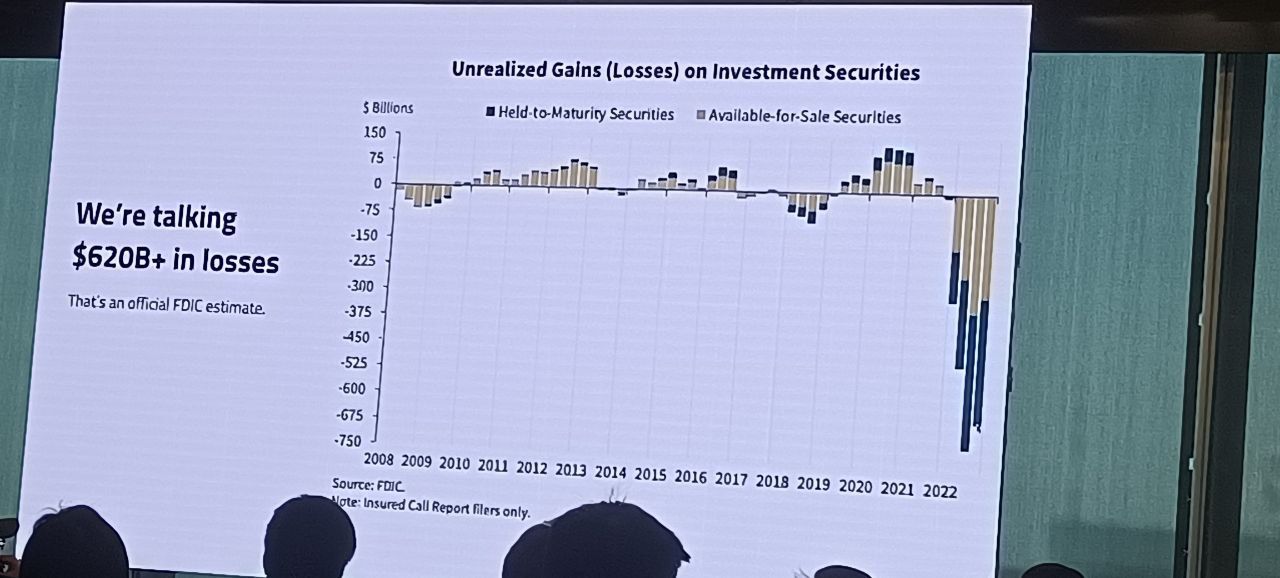 Unrealized Gains (Losses) on Investment Securities
$ Billions
Held-to-Maturity Securities
Available-for-Sale Securities
150
75
0
-75
-150
-225
-300
-375
-450
-525
-600
-675
-750
2008 2009 2010 2011 2012 2013 2014 2015 2016 2017 2018 2019 2020 2021 2022
Source: FDIC.
Note: Insured Call Report filers only.
We're talking
$620B+ in losses
That's an official FDIC estimate.